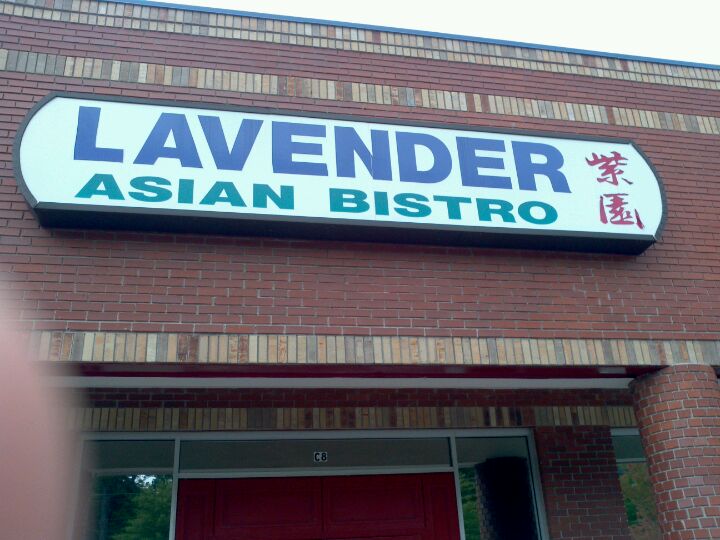 LAVENDER
ASIAN BISTRO
紫
園
C8